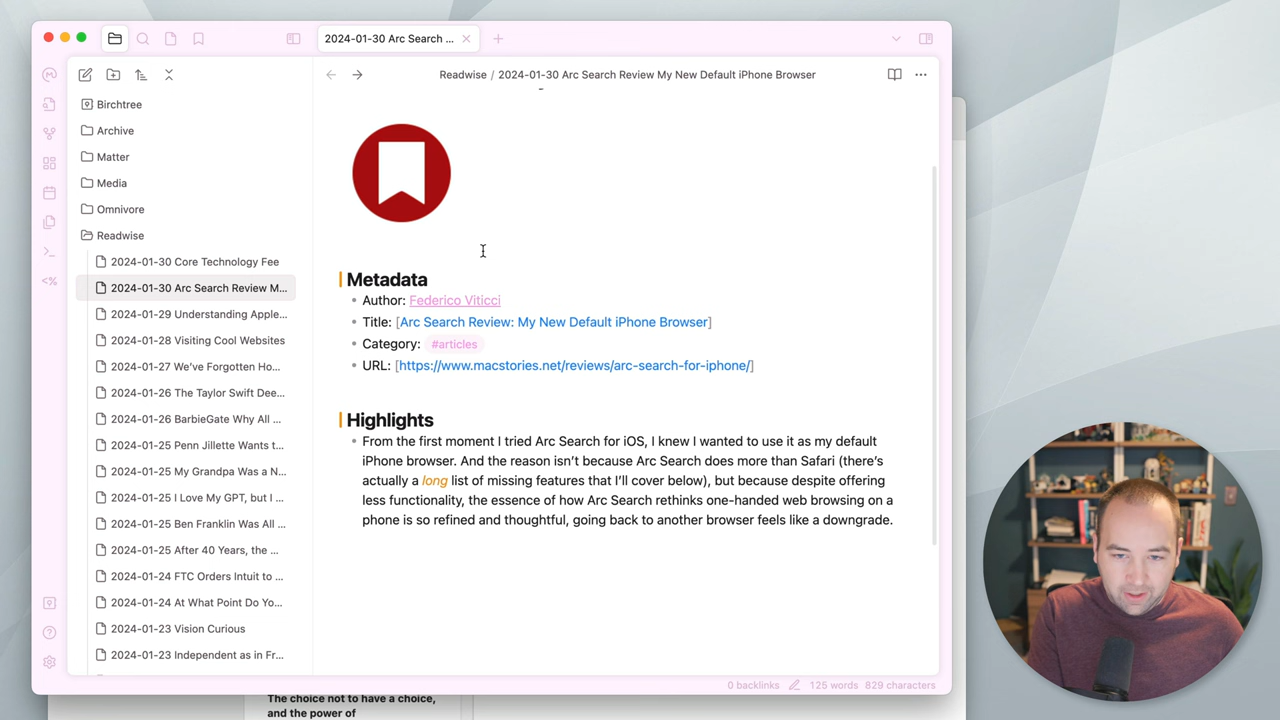 2024-01-30 Arc Search ...
Readwise / 2024-01-30 Arc Search Review My New Default iPhone Browser
Birchtree
Archive
Matter
Media
Omnivore
Readwise
2024-01-30 Core Technology Fee
2024-01-30 Arc Search Review M...
2024-01-29 Understanding Apple...
2024-01-28 Visiting Cool Websites
2024-01-27 We've Forgotten Ho...
2024-01-26 The Taylor Swift Dee...
2024-01-26 BarbieGate Why All ...
2024-01-25 Penn Jillette Wants t...
2024-01-25 My Grandpa Was a N...
2024-01-25 I Love My GPT, but I ...
2024-01-25 Ben Franklin Was All ...
2024-01-25 After 40 Years, the ...
2024-01-24 FTC Orders Intuit to ...
2024-01-24 At What Point Do Yo...
2024-01-23 Vision Curious
2024-01-23 Independent as in Fr...
Metadata
• Author: Federico Viticci
• Title: [Arc Search Review: My New Default iPhone Browser]
• Category: #articles
• URL: [https://www.macstories.net/reviews/arc-search-for-iphone/]
Highlights
• From the first moment I tried Arc Search for iOS, I knew I wanted to use it as my default
iPhone browser. And the reason isn't because Arc Search does more than Safari (there's
actually a long list of missing features that I'll cover below), but because despite offering
less functionality, the essence of how Arc Search rethinks one-handed web browsing on a
phone is so refined and thoughtful, going back to another browser feels like a downgrade.
0 backlinks 125 words 829 characters
The choice not to have a choice,
and the power of